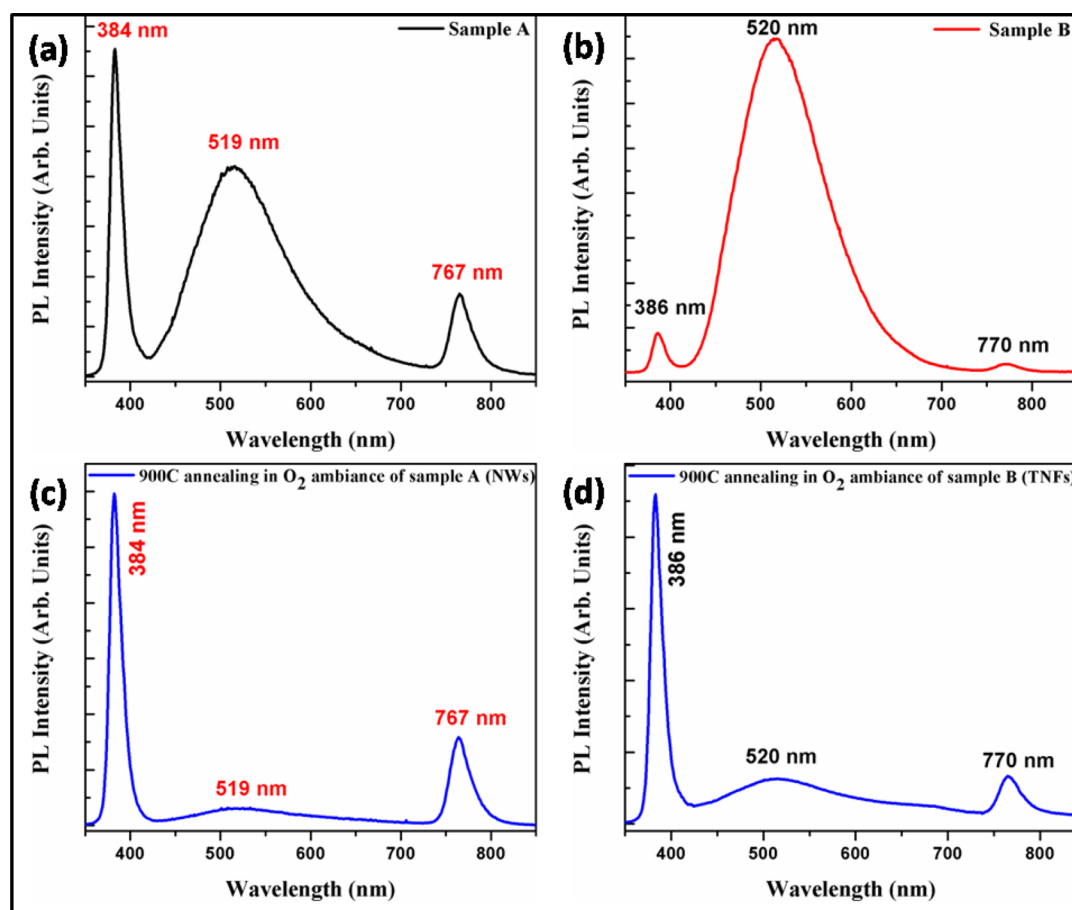 (a)
384 nm
Sample A
519 nm
767 nm
PL Intensity (Arb. Units)
400 500 600 700 800
Wavelength (nm)
(b)
520 nm
Sample B
386 nm
770 nm
PL Intensity (Arb. Units)
400 500 600 700 800
Wavelength (nm)
(c)
900C annealing in O2 ambiance of sample A (NWs)
384 nm
519 nm
767 nm
PL Intensity (Arb. Units)
400 500 600 700 800
Wavelength (nm)
(d)
900C annealing in O2 ambiance of sample B (TNFs)
386 nm
520 nm
770 nm
PL Intensity (Arb. Units)
400 500 600 700 800
Wavelength (nm)